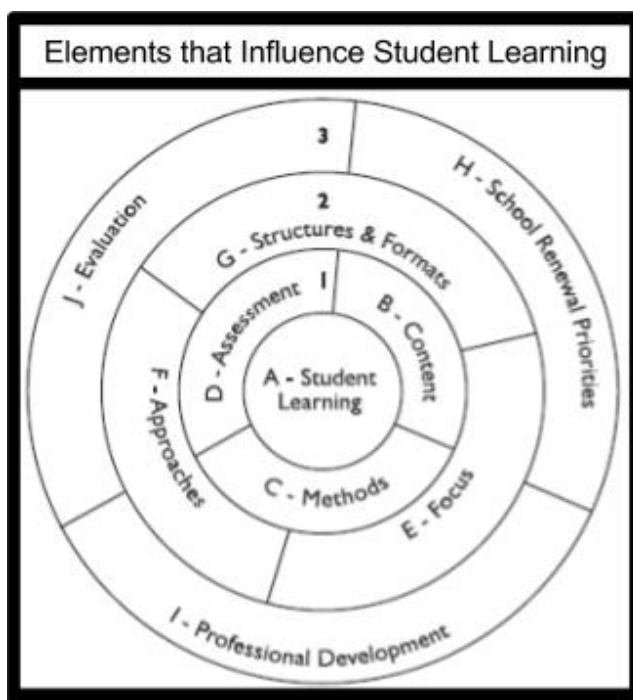 Elements that Influence Student Learning
3
H - School Renewal Priorities
J - Evaluation
2
G - Structures & Formats
1
D - Assessment
B - Content
A - Student
Learning
F - Approaches
C - Methods
E - Focus
I - Professional Development